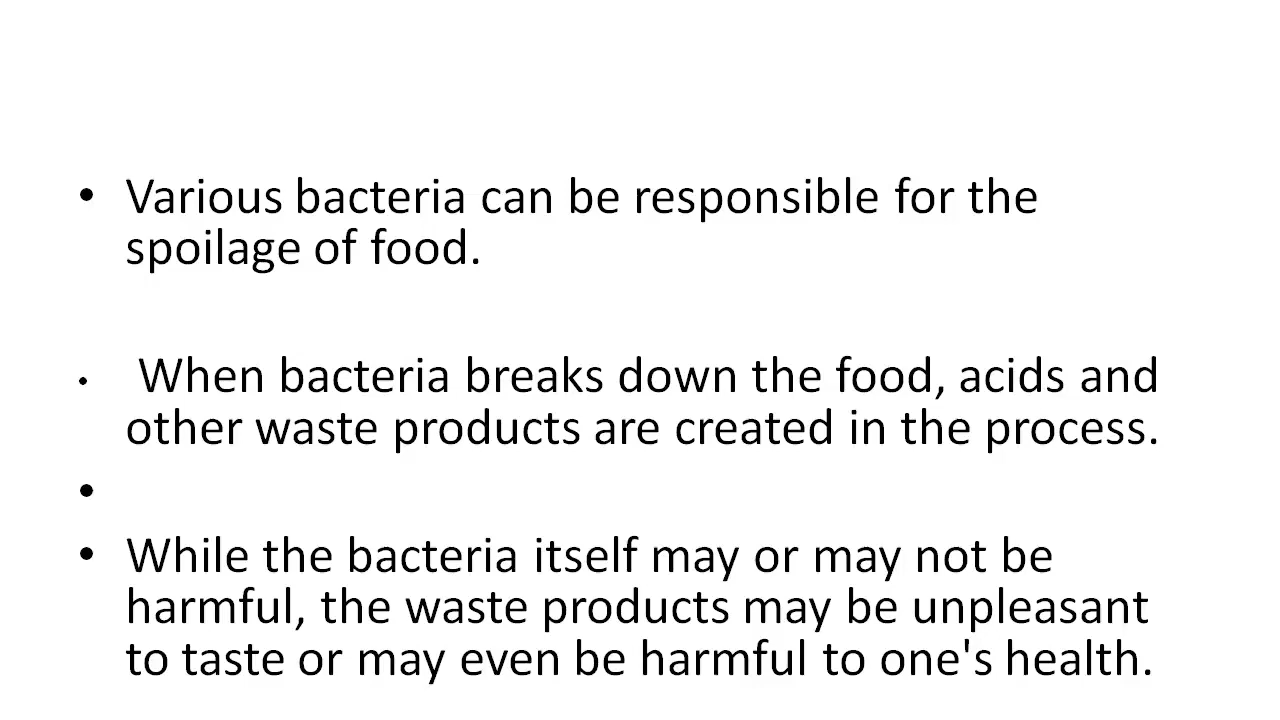 • Various bacteria can be responsible for the
spoilage of food.
• When bacteria breaks down the food, acids and
other waste products are created in the process.
•
• While the bacteria itself may or may not be
harmful, the waste products may be unpleasant
to taste or may even be harmful to one's health.